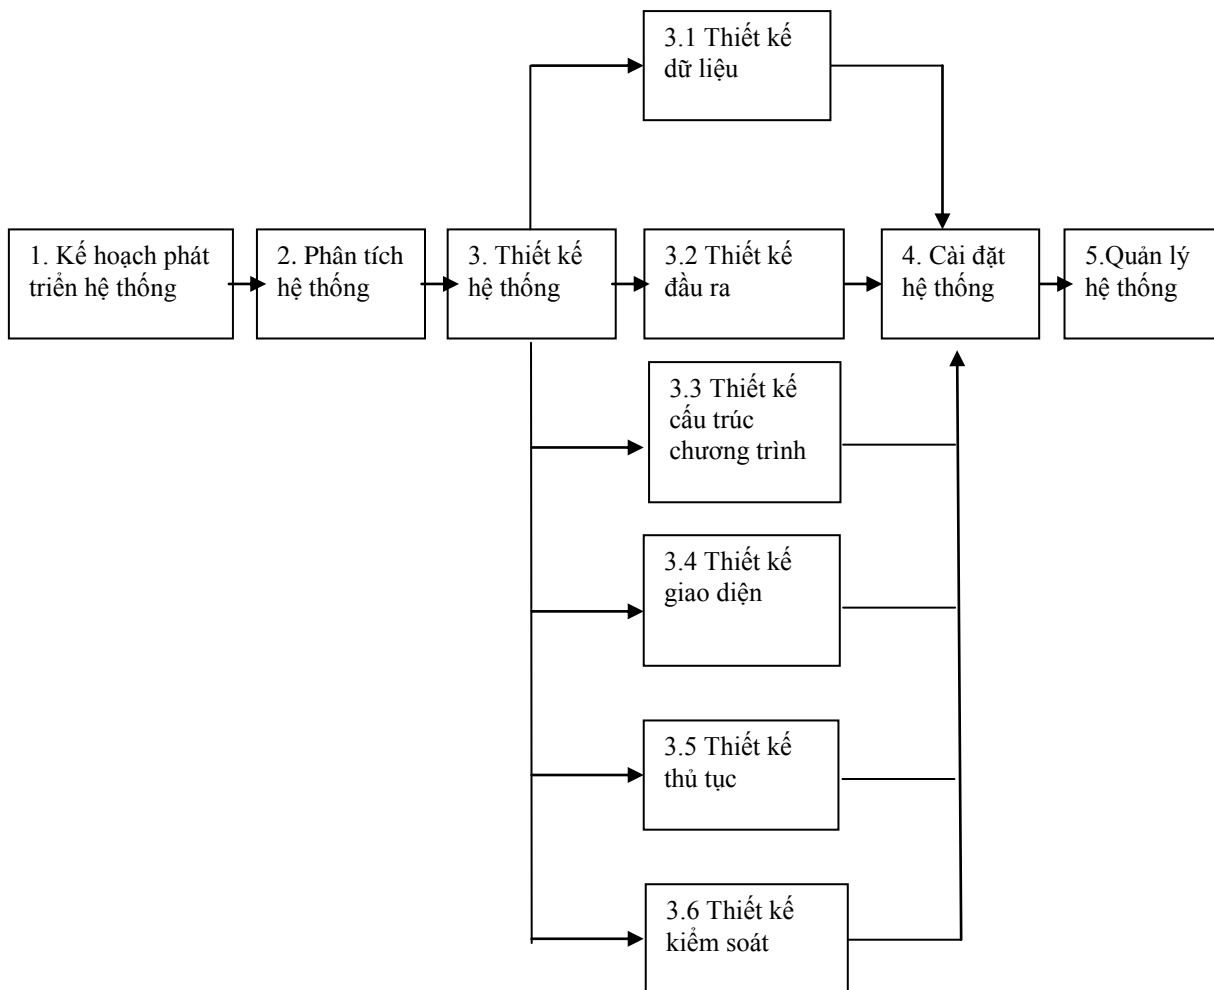 3.1 Thiết kế
dữ liệu
1. Kế hoạch phát
triển hệ thống
2. Phân tích
hệ thống
3. Thiết kế
hệ thống
3.2 Thiết kế
đầu ra
4. Cài đặt
hệ thống
5.Quản lý
hệ thống
3.3 Thiết kế
cấu trúc
chương trình
3.4 Thiết kế
giao diện
3.5 Thiết kế
thủ tục
3.6 Thiết kế
kiểm soát